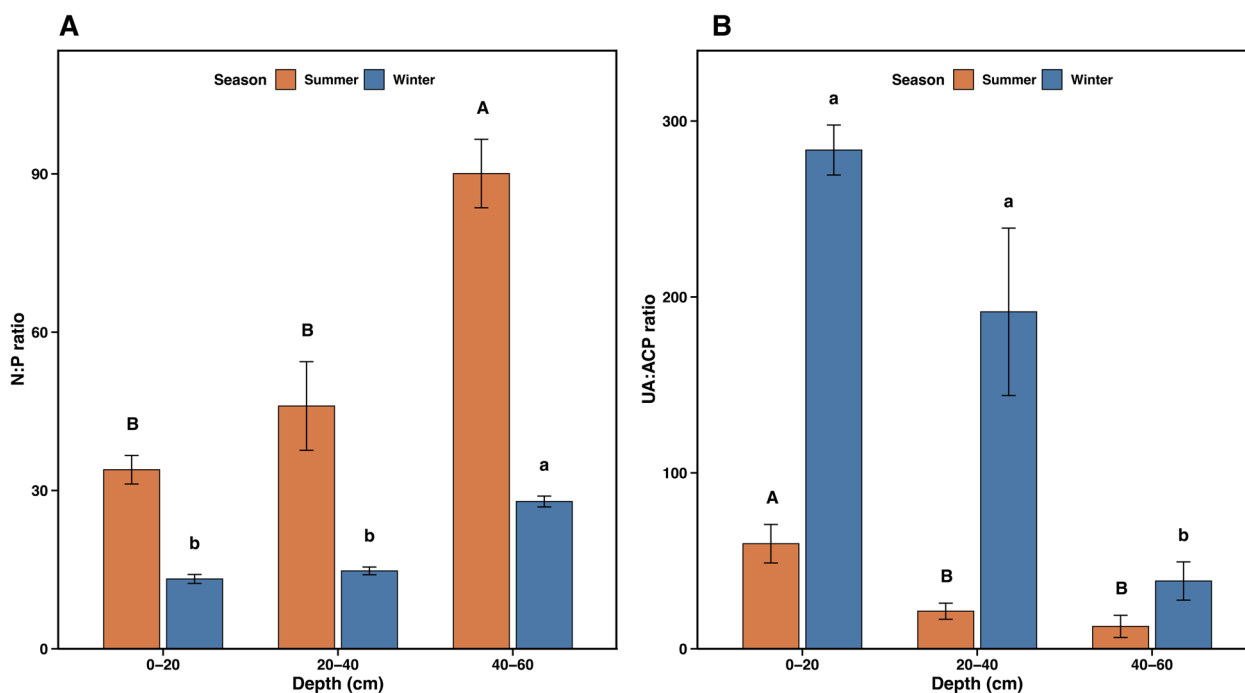 A
Season Summer Winter
N:P ratio
90
60
30
0
B
b
B
b
A
a
0–20
20–40
40–60
Depth (cm)
B
Season Summer Winter
UA:ACP ratio
300
200
100
0
A
a
B
a
B
b
0–20
20–40
40–60
Depth (cm)